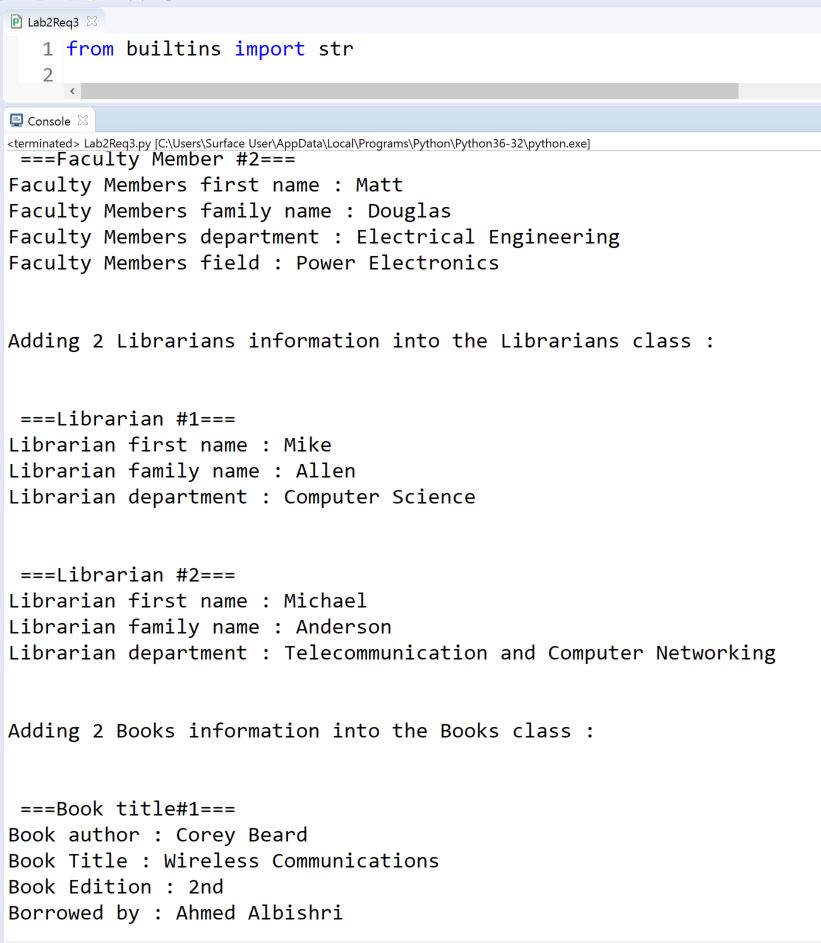 Lab2Req3
1 from builtins import str
2
Console
<terminated> Lab2Req3.py [C:\Users\Surface User\AppData\Local\Programs\Python\Python36-32\python.exe]
===Faculty Member #2===
Faculty Members first name : Matt
Faculty Members family name : Douglas
Faculty Members department : Electrical Engineering
Faculty Members field : Power Electronics
Adding 2 Librarians information into the Librarians class :
===Librarian #1===
Librarian first name : Mike
Librarian family name : Allen
Librarian department : Computer Science
===Librarian #2===
Librarian first name : Michael
Librarian family name : Anderson
Librarian department : Telecommunication and Computer Networking
Adding 2 Books information into the Books class :
===Book title#1===
Book author : Corey Beard
Book Title : Wireless Communications
Book Edition : 2nd
Borrowed by : Ahmed Albishri